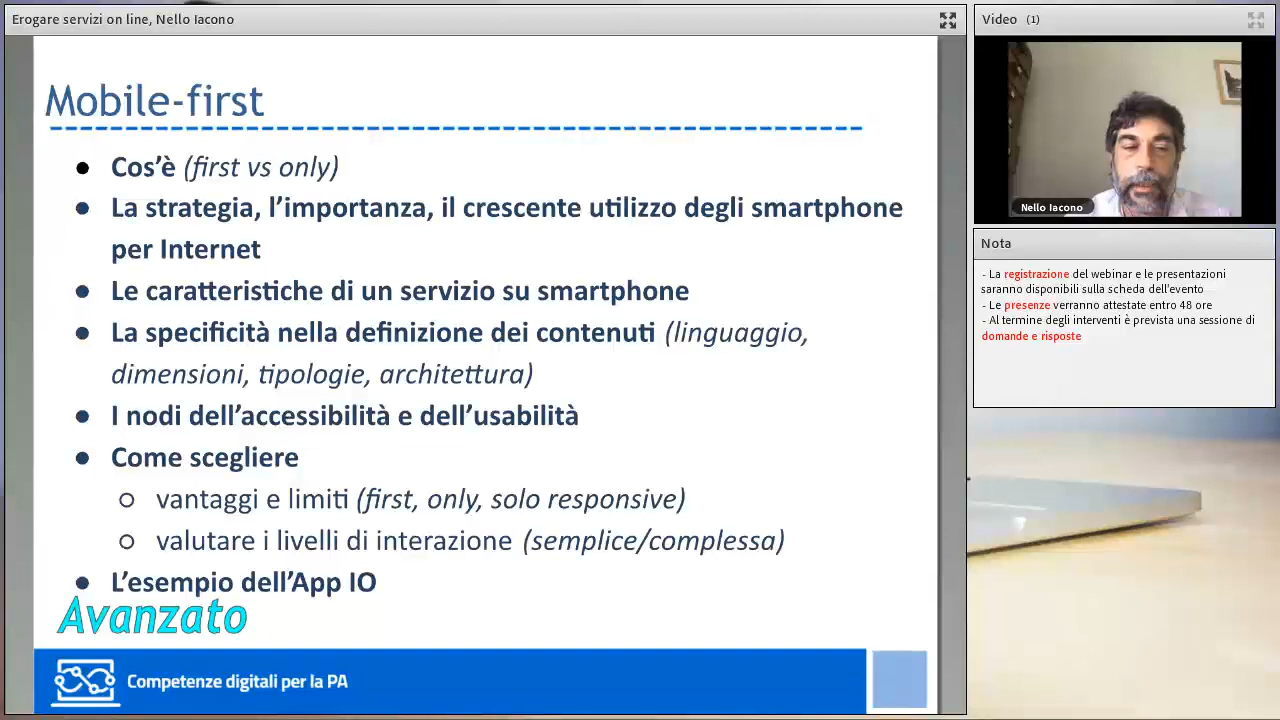 Erogare servizi on line, Nello Iacono
Mobile-first
Cos'è (first vs only)
La strategia, l'importanza, il crescente utilizzo degli smartphone
per Internet
Le caratteristiche di un servizio su smartphone
La specificità nella definizione dei contenuti (linguaggio,
dimensioni, tipologie, architettura)
I nodi dell'accessibilità e dell'usabilità
Come scegliere
vantaggi e limiti (first, only, solo responsive)
valutare i livelli di interazione (semplice/complessa)
L'esempio dell'App IO
Avanzato
Competenze digitali per la PA
Video (1)
Nello Iacono
Nota
- La registrazione del webinar e le presentazioni
saranno disponibili sulla scheda dell'evento
- Le presenze verranno attestate entro 48 ore
- Al termine degli interventi è prevista una sessione di
domande e risposte